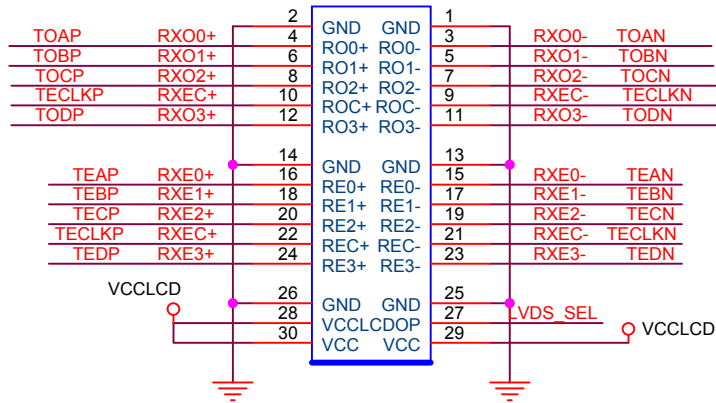 2 GND GND 1
TOAP RXO0+ 4 RO0+ RO0- 3 RXO0- TOAN
TOBP RXO1+ 6 RO1+ RO1- 5 RXO1- TOBN
TOCP RXO2+ 8 RO2+ RO2- 7 RXO2- TOCN
TECLKP RXEC+ 10 ROC+ ROC- 9 RXEC- TECLKN
TODP RXO3+ 12 RO3+ RO3- 11 RXO3- TODN
14 GND GND 13
TEAP RXE0+ 16 RE0+ RE0- 15 RXE0- TEAN
TEBP RXE1+ 18 RE1+ RE1- 17 RXE1- TEBN
TECP RXE2+ 20 RE2+ RE2- 19 RXE2- TECN
TECLKP RXEC+ 22 REC+ REC- 21 RXEC- TECLKN
TEDP RXE3+ 24 RE3+ RE3- 23 RXE3- TEDN
VCCLCD 26 GND GND 25
28 VCCLCDOP 27 LVDS_SEL
30 VCC VCC 29 VCCLCD